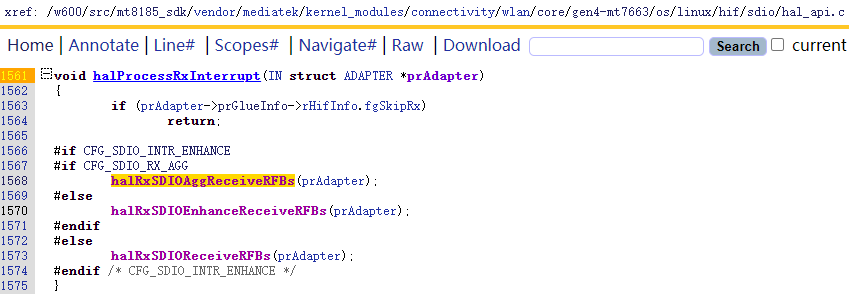 xref: /w600/src/mt8185_sdk/vendor/mediatek/kernel_modules/connectivity/wlan/core/gen4-mt7663/os/linux/hif/sdio/hal_api.c
Home | Annotate | Line# | Scopes# | Navigate# | Raw | Download Search current
1561 void halProcessRxInterrupt(IN struct ADAPTER *prAdapter)
1562 {
1563 if (prAdapter->prGlueInfo->rHifInfo.fgSkipRx)
1564 return;
1565
1566 #if CFG_SDIO_INTR_ENHANCE
1567 #if CFG_SDIO_RX_AGG
1568 halRxSDIOAggReceiveRFBs(prAdapter);
1569 #else
1570 halRxSDIOEnhanceReceiveRFBs(prAdapter);
1571 #endif
1572 #else
1573 halRxSDIOReceiveRFBs(prAdapter);
1574 #endif /* CFG_SDIO_INTR_ENHANCE */
1575 }